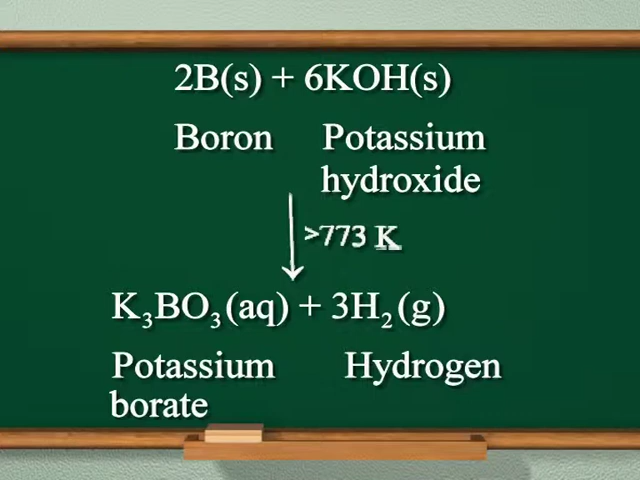 2B(s) + 6KOH(s)
Boron Potassium
hydroxide
>773 K
K₃BO₃(aq) + 3H₂(g)
Potassium Hydrogen
borate